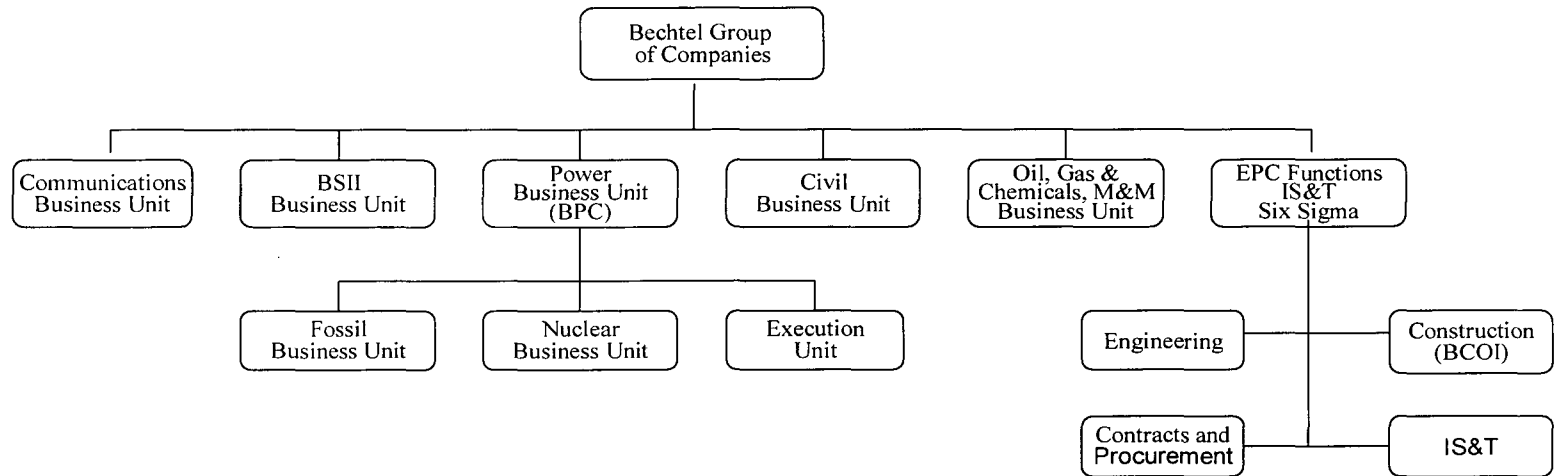 Bechtel Group
of Companies
Communications
Business Unit
BSII
Business Unit
Power
Business Unit
(BPC)
Civil
Business Unit
Oil, Gas &
Chemicals, M&M
Business Unit
EPC Functions
IS&T
Six Sigma
Fossil
Business Unit
Nuclear
Business Unit
Execution
Unit
Engineering
Construction
(BCOI)
Contracts and
Procurement
IS&T